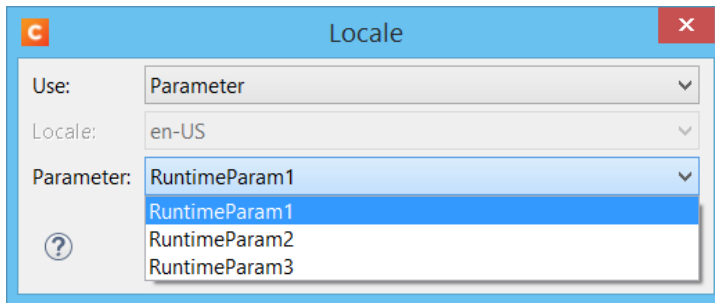 C
Locale
Use: Parameter
Locale: en-US
Parameter: RuntimeParam1
RuntimeParam1
RuntimeParam2
RuntimeParam3
?